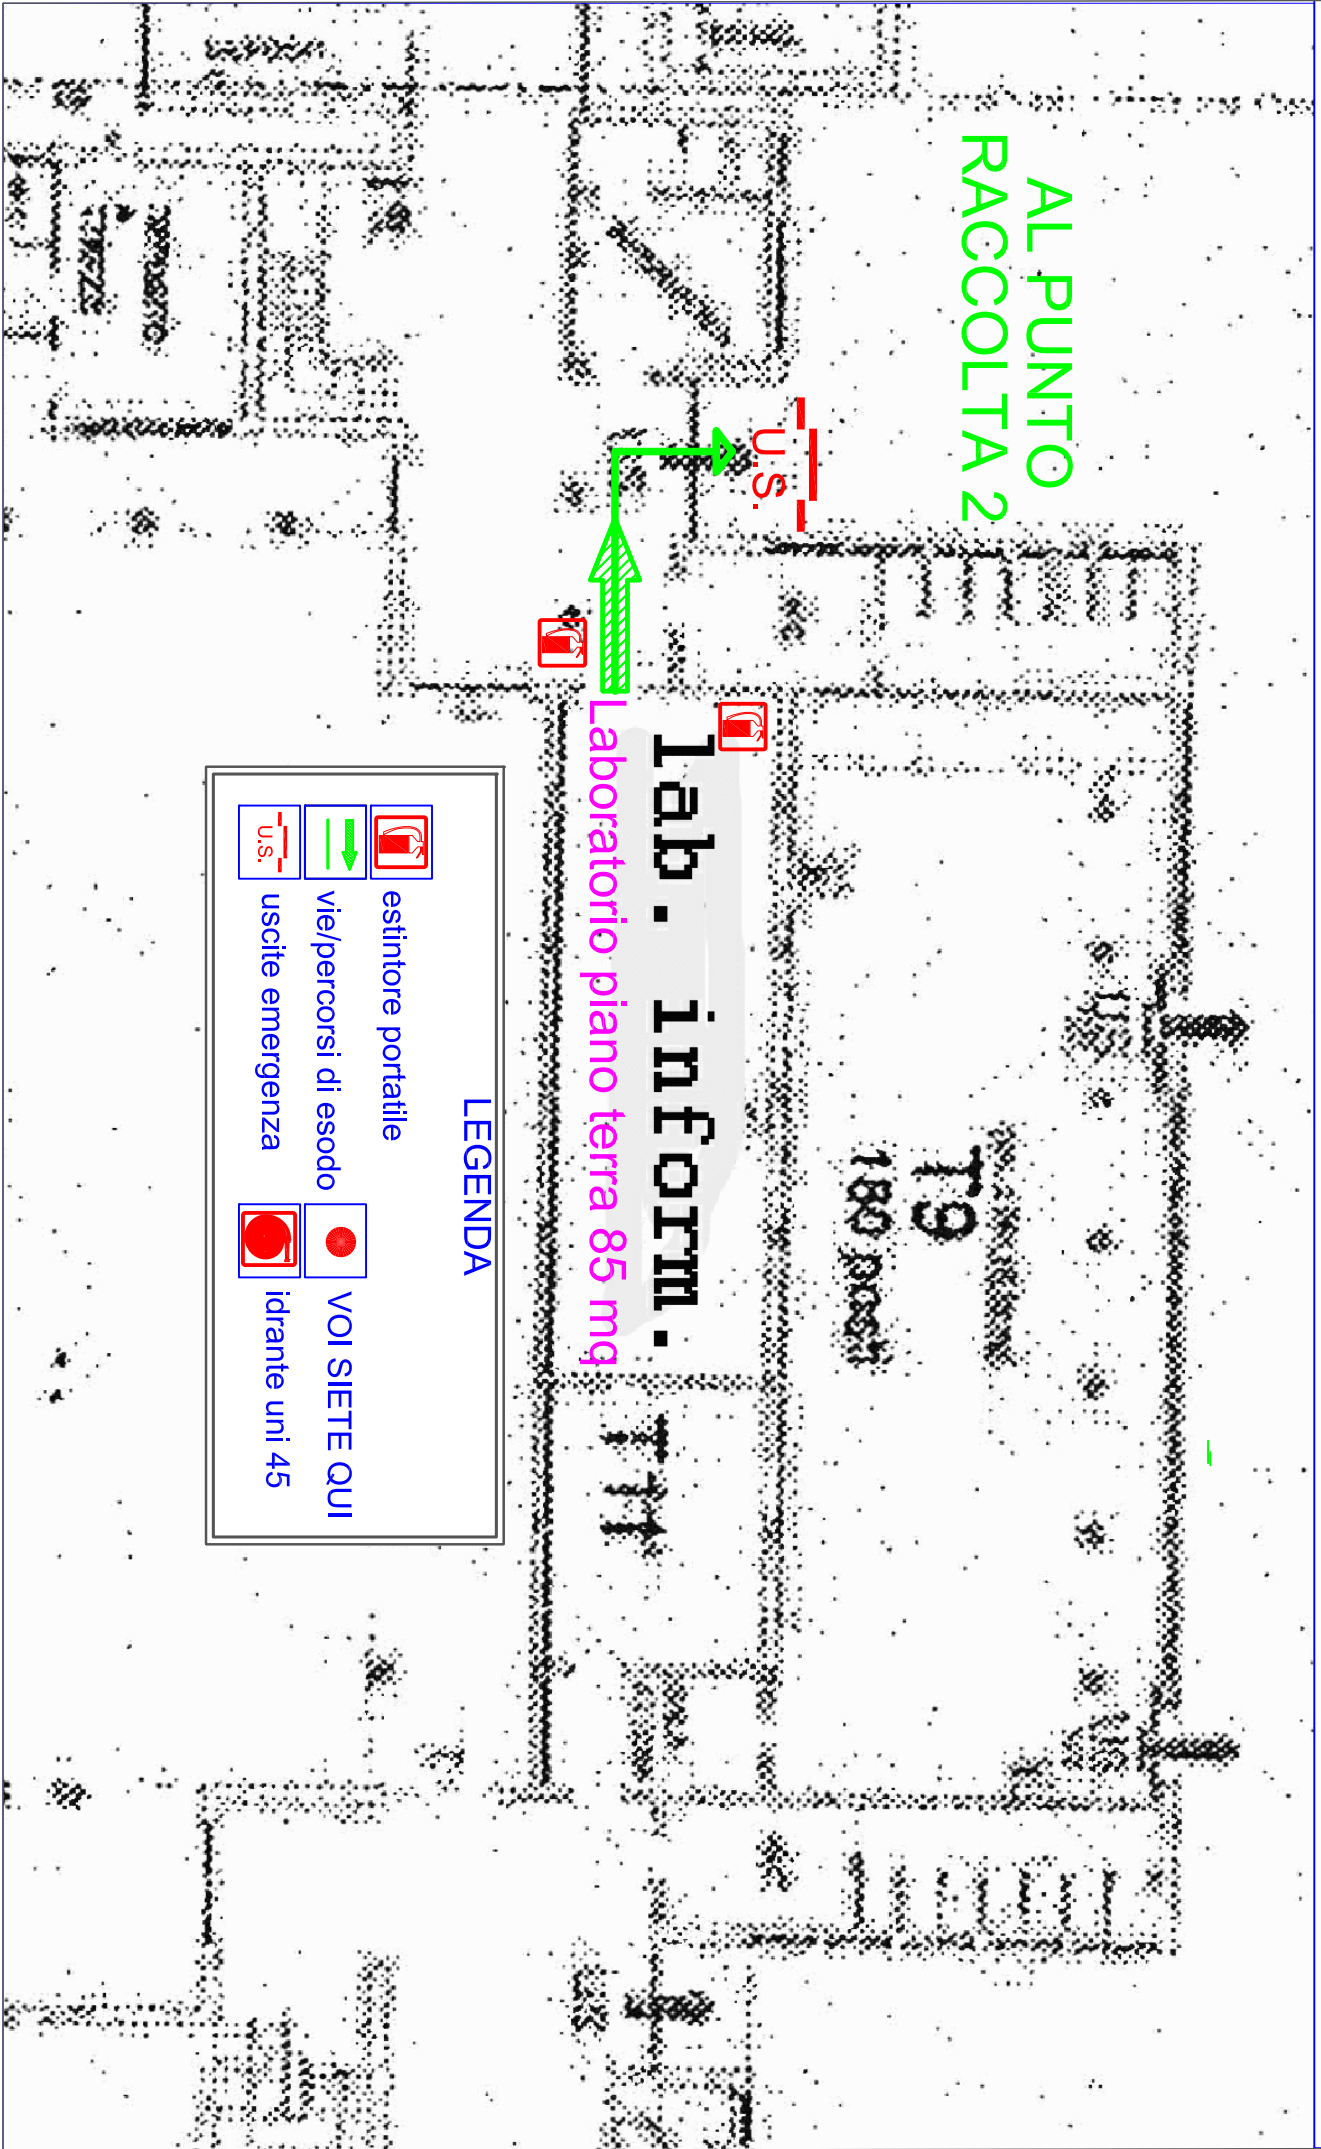 AL PUNTO
RACCOLTA 2
U.S.
T9
180 posti
lab. inform.
Laboratorio piano terra 85 mq
LEGENDA
estintore portatile
vie/percorsi di esodo
U.S.
uscite emergenza
VOI SIETE QUI
idrante uni 45